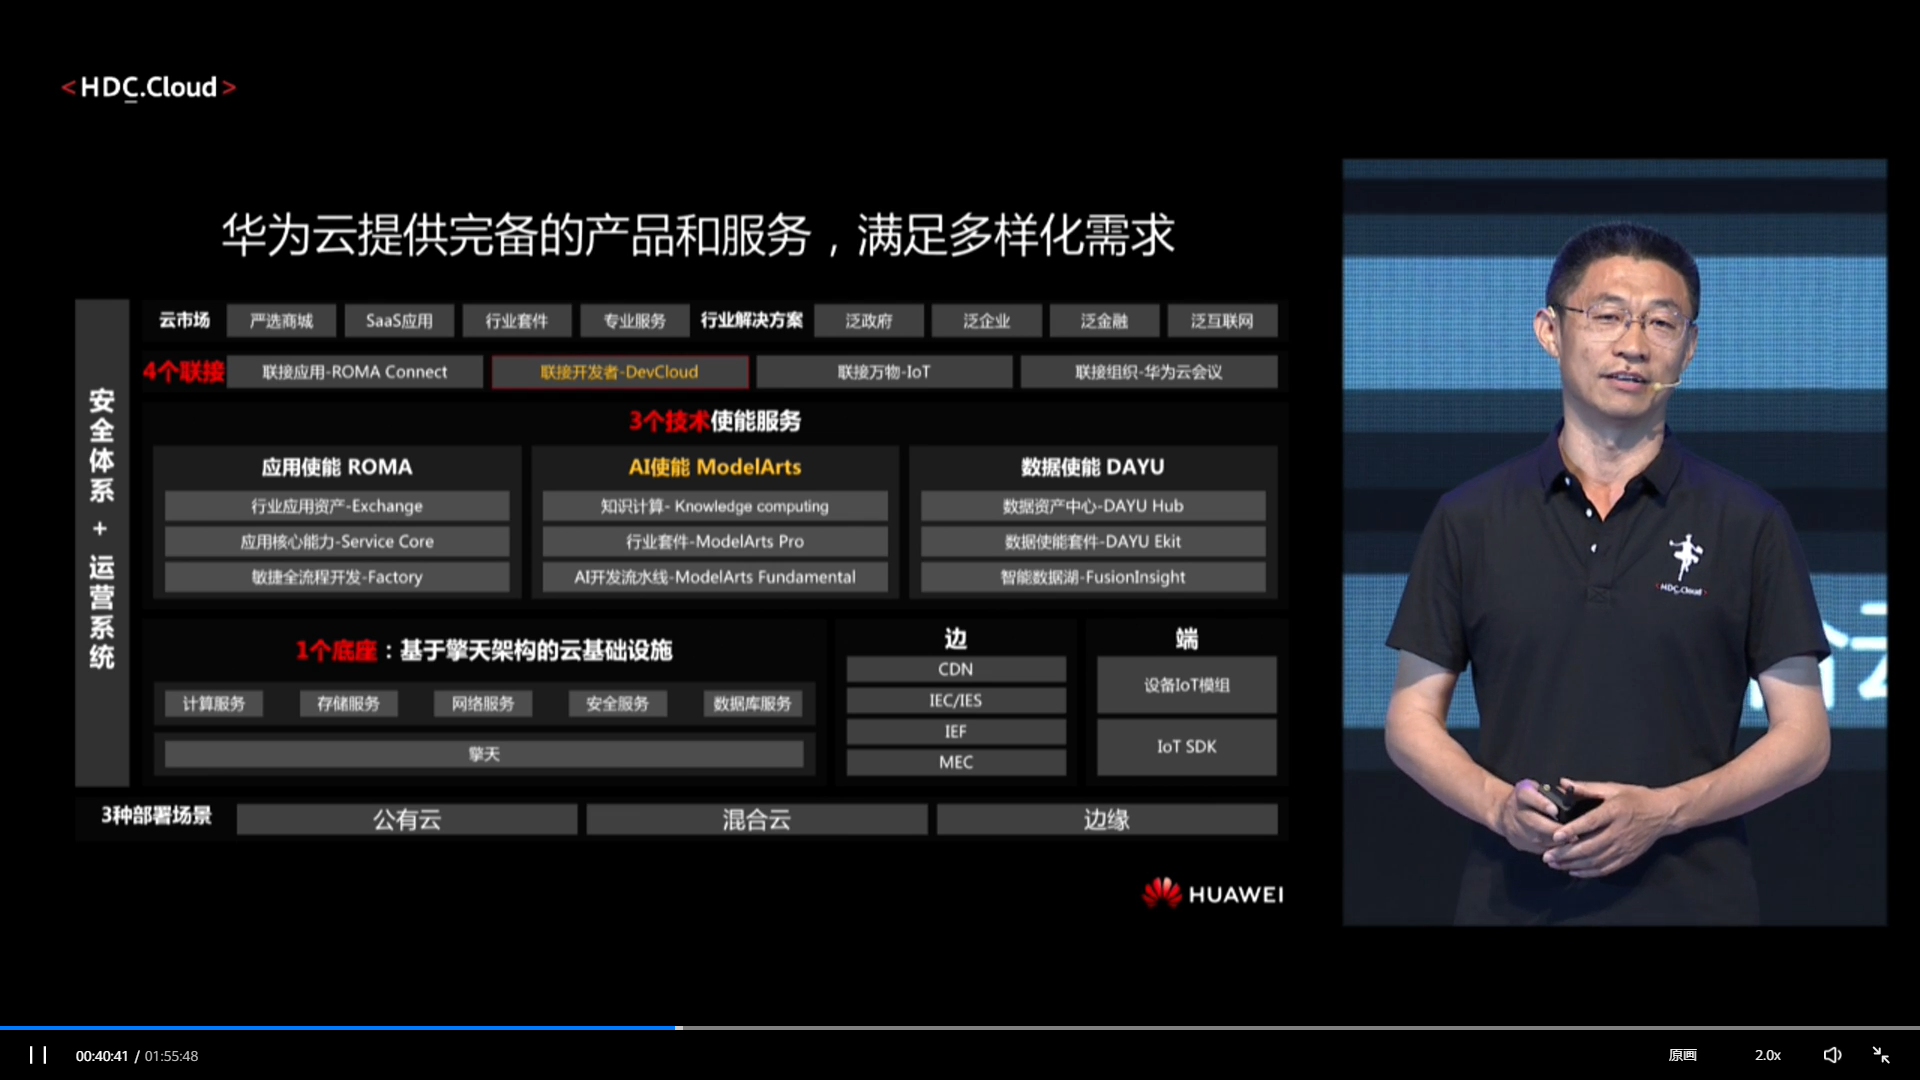 <HDC.Cloud>
华为云提供完备的产品和服务，满足多样化需求
安全体系 + 运营系统
云市场 严选商城 SaaS应用 行业套件 专业服务 行业解决方案 泛政府 泛企业 泛金融 泛互联网
4个联接 联接应用-ROMA Connect 联接开发者-DevCloud 联接万物-IoT 联接组织-华为云会议
3个技术使能服务
应用使能 ROMA
行业应用资产-Exchange
应用核心能力-Service Core
敏捷全流程开发-Factory
AI使能 ModelArts
知识计算- Knowledge computing
行业套件-ModelArts Pro
AI开发流水线-ModelArts Fundamental
数据使能 DAYU
数据资产中心-DAYU Hub
数据使能套件-DAYU Ekit
智能数据湖-FusionInsight
1个底座：基于擎天架构的云基础设施
计算服务 存储服务 网络服务 安全服务 数据库服务
擎天
边
CDN
IEC/IES
IEF
MEC
端
设备IoT模组
IoT SDK
3种部署场景 公有云 混合云 边缘
HUAWEI
HDC.Cloud
00:40:41 / 01:55:48
原画 2.0x